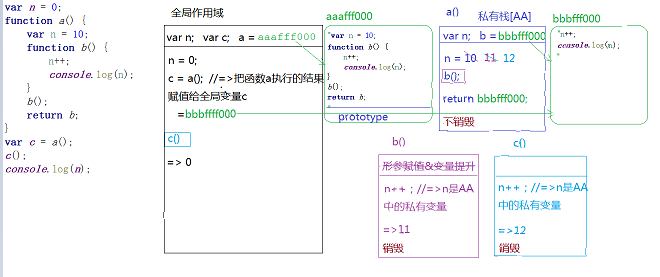 var n = 0;
function a() {
var n = 10;
function b() {
n++;
console.log(n);
}
b();
return b;
}
var c = a();
c();
console.log(n);
全局作用域
var n; var c; a = aaafff000
n = 0;
c = a(); //=>把函数a执行的结果
赋值给全局变量c
=bbbffff000
c()
=> 0
aaafff000
"var n = 10;
function b() {
n++;
console.log(n);
}
b();
return b;
"
prototype
a() 私有栈[AA]
var n; b = bbbfff000
n = 10 11 12
b();
return bbbfff000;
不销毁
bbbfff000
"n++;
console.log(n);
"
b()
形参赋值&变量提升
n++ ; //=>n是AA
中的私有变量
=>11
销毁
c()
n++ ; //=>n是AA
中的私有变量
=>12
销毁